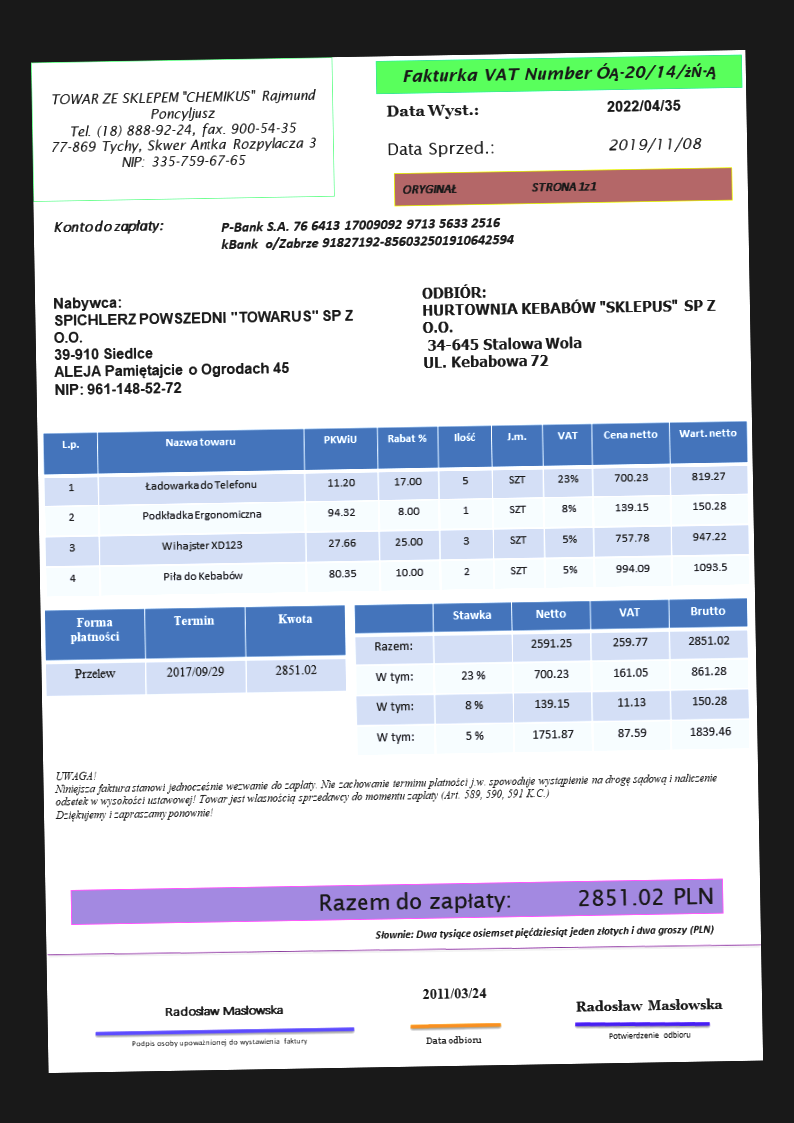 TOWAR ZE SKLEPEM "CHEMIKUS" Rajmund
Poncyljusz
Tel. (18) 888-92-24, fax. 900-54-35
77-869 Tychy, Skwer Antka Rozpylacza 3
NIP: 335-759-67-65
Fakturka VAT Number ÓĄ-20/14/żŃ-Ą
Data Wyst.: 2022/04/35
Data Sprzed.: 2019/11/08
ORYGINAŁ STRONA 1z1
Konto do zapłaty: P-Bank S.A. 76 6413 17009092 9713 5633 2516
kBank o/Zabrze 91827192-856032501910642594
Nabywca:
SPICHLERZ POWSZEDNI "TOWARUS" SP Z
O.O.
39-910 Siedlce
ALEJA Pamiętajcie o Ogrodach 45
NIP: 961-148-52-72
ODBIÓR:
HURTOWNIA KEBABÓW "SKLEPUS" SP Z
O.O.
34-645 Stalowa Wola
UL. Kebabowa 72
L.p. Nazwa towaru PKWiU Rabat % Ilość J.m. VAT Cena netto Wart. netto
1 Ładowarka do Telefonu 11.20 17.00 5 SZT 23% 700.23 819.27
2 Podkładka Ergonomiczna 94.32 8.00 1 SZT 8% 139.15 150.28
3 Wihajster XD123 27.66 25.00 3 SZT 5% 757.78 947.22
4 Piła do Kebabów 80.35 10.00 2 SZT 5% 994.09 1093.5
Forma
płatności Termin Kwota
Przelew 2017/09/29 2851.02
Stawka Netto VAT Brutto
Razem: 2591.25 259.77 2851.02
W tym: 23 % 700.23 161.05 861.28
W tym: 8 % 139.15 11.13 150.28
W tym: 5 % 1751.87 87.59 1839.46
UWAGA!
Niniejsza faktura stanowi jednocześnie wezwanie do zapłaty. Nie zachowanie terminu płatności j.w. spowoduje wystąpienie na drogę sądową i naliczenie
odsetek w wysokości ustawowej! Towar jest własnością sprzedawcy do momentu zapłaty (Art. 589, 590, 591 K.C.)
Dziękujemy i zapraszamy ponownie!
Razem do zapłaty: 2851.02 PLN
Słownie: Dwa tysiące osiemset pięćdziesiąt jeden złotych i dwa groszy (PLN)
Radosław Masłowska
Podpis osoby upoważnionej do wystawienia faktury
2011/03/24
Data odbioru
Radosław Masłowska
Potwierdzenie odbioru